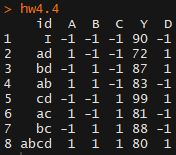 > hw4.4
    id  A  B  C  Y  D
1    I -1 -1 -1 90 -1
2   ad  1 -1 -1 72  1
3   bd -1  1 -1 87  1
4   ab  1  1 -1 83 -1
5   cd -1 -1  1 99  1
6   ac  1 -1  1 81 -1
7   bc -1  1  1 88 -1
8 abcd  1  1  1 80  1